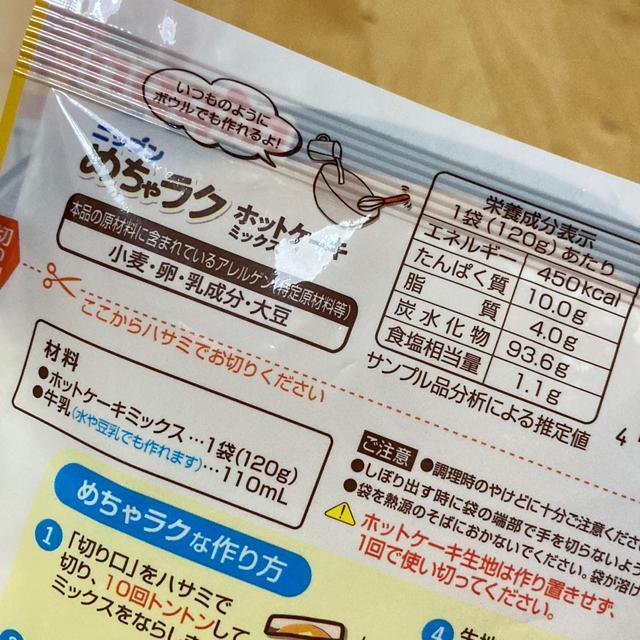 いつものように
ボウルでも作れるよ!
ニップン
めちゃラク ホットケーキ
ミックス
本品の原材料に含まれているアレルゲン(特定原材料等)
小麦・卵・乳成分・大豆
ここからハサミでお切りください
栄養成分表示
1袋(120g)あたり
エネルギー 450kcal
たんぱく質 10.0g
脂質 4.0g
炭水化物 93.6g
食塩相当量 1.1g
サンプル品分析による推定値
材料
●ホットケーキミックス…1袋(120g)
●牛乳(水や豆乳でも作れます)…110mL
ご注意 ●調理時のやけどに十分ご注意くださ
●しぼり出す時に袋の端部で手を切らないよう
●袋を熱源のそばにおかないでください。袋が溶け
ホットケーキ生地は作り置きせず、
1回で使い切ってください。
めちゃラクな作り方
1 「切り口」をハサミで
切り、10回トントンして
ミックスをならしま
4